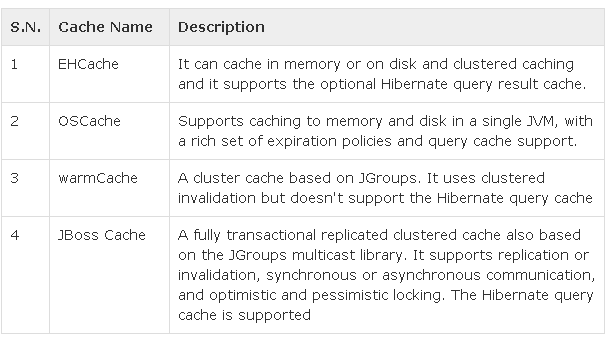 S.N. Cache Name Description
1 EHCache It can cache in memory or on disk and clustered caching
and it supports the optional Hibernate query result cache.
2 OSCache Supports caching to memory and disk in a single JVM, with
a rich set of expiration policies and query cache support.
3 warmCache A cluster cache based on JGroups. It uses clustered
invalidation but doesn't support the Hibernate query cache
4 JBoss Cache A fully transactional replicated clustered cache also based
on the JGroups multicast library. It supports replication or
invalidation, synchronous or asynchronous communication,
and optimistic and pessimistic locking. The Hibernate query
cache is supported